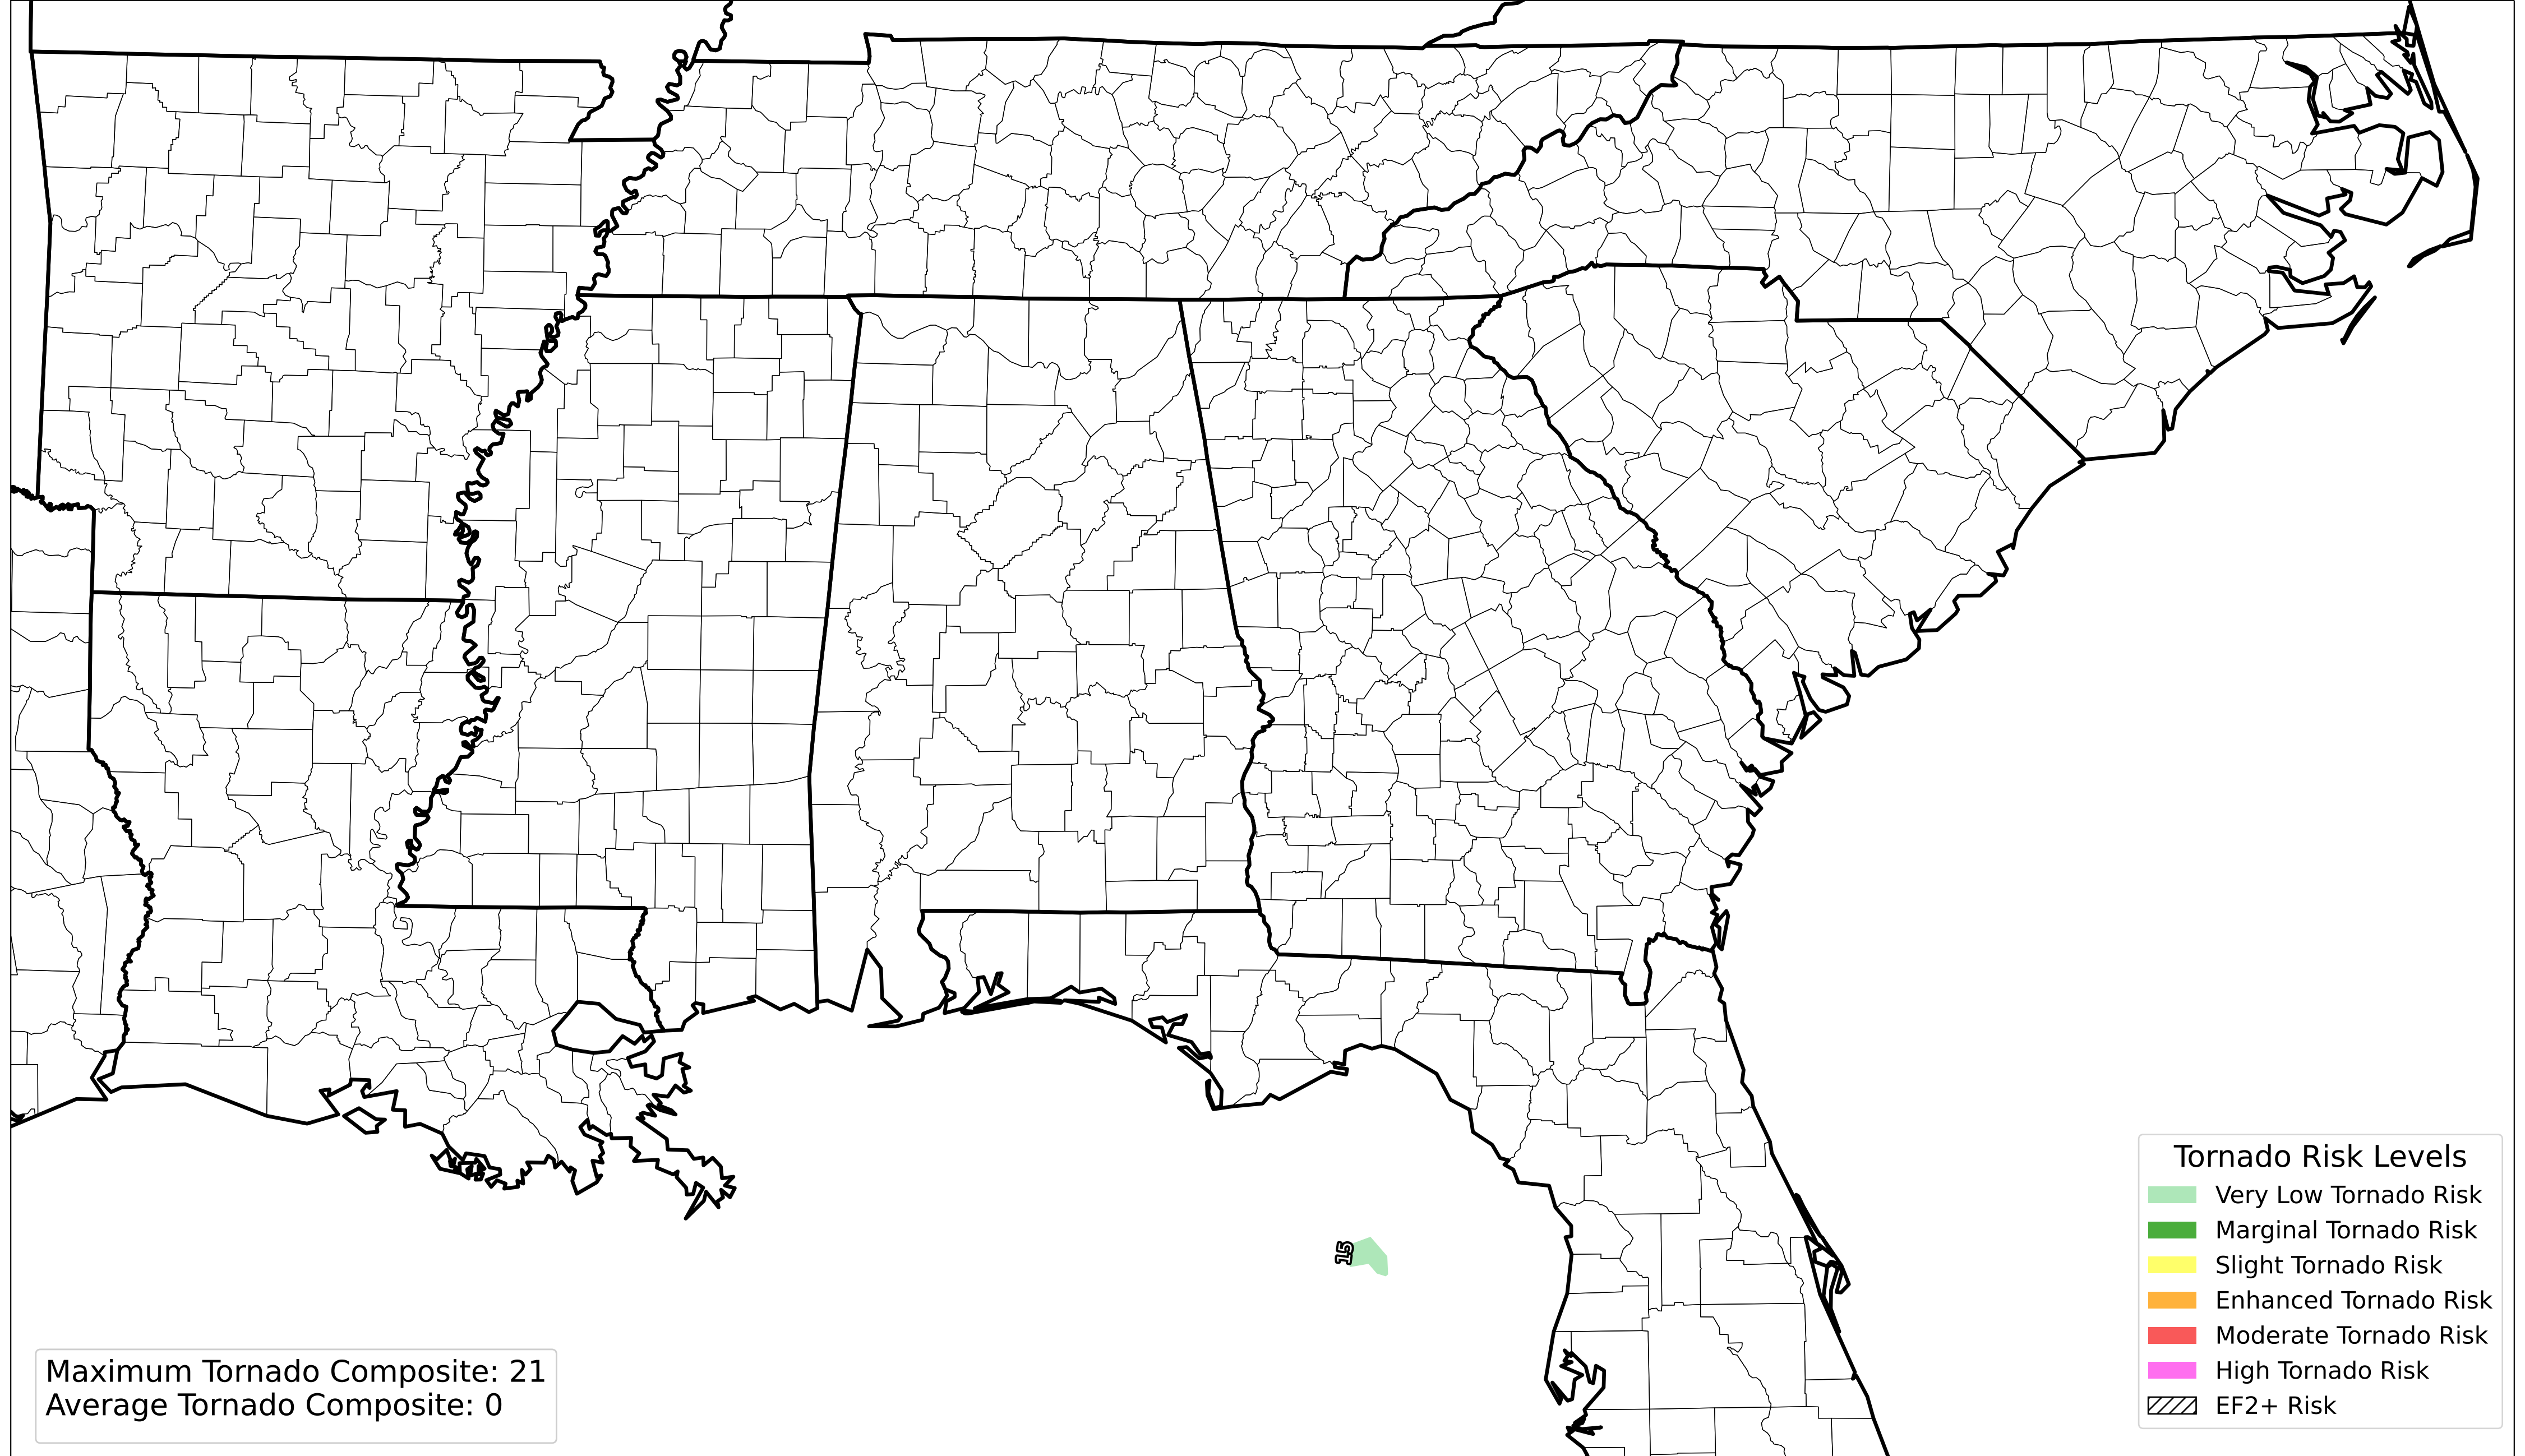 15
Tornado Risk Levels
Very Low Tornado Risk
Marginal Tornado Risk
Slight Tornado Risk
Enhanced Tornado Risk
Moderate Tornado Risk
High Tornado Risk
EF2+ Risk
Maximum Tornado Composite: 21
Average Tornado Composite: 0